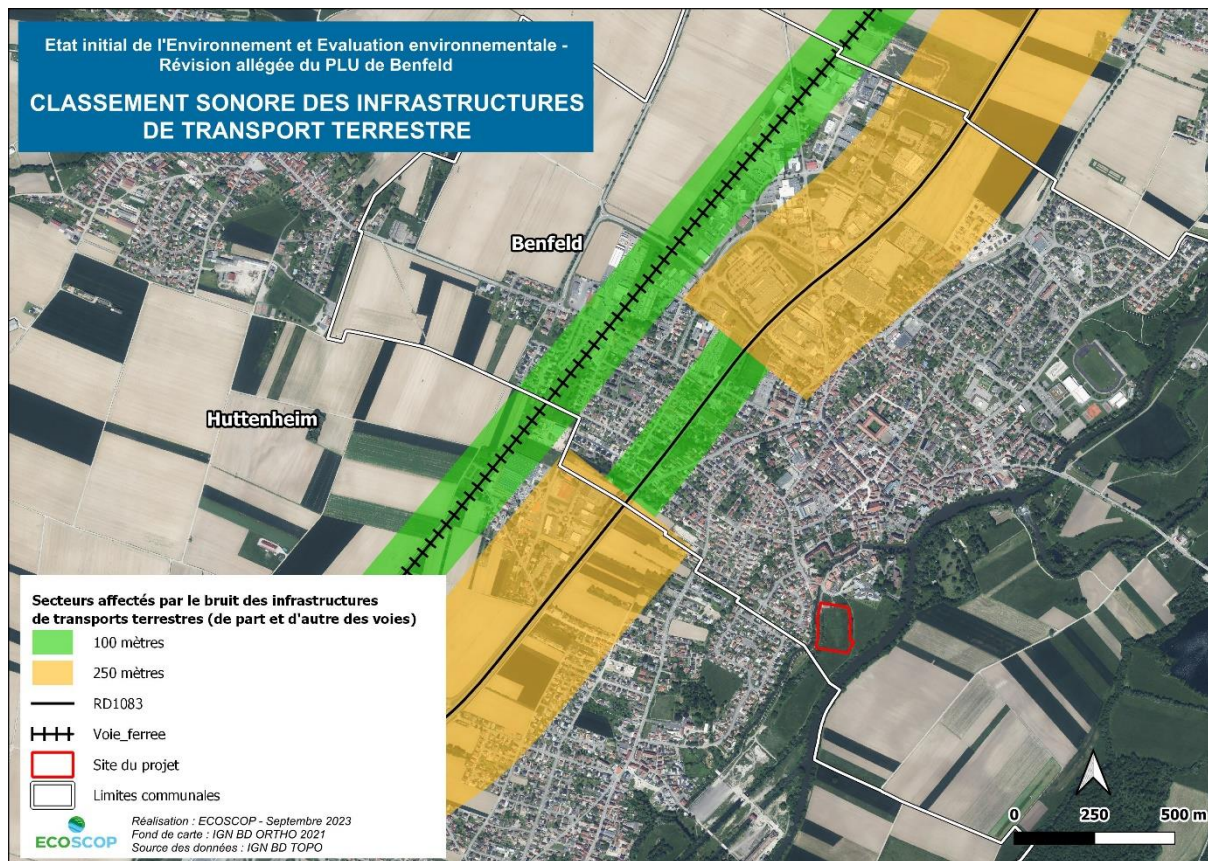 Etat initial de l'Environnement et Evaluation environnementale -
Révision allégée du PLU de Benfeld
CLASSEMENT SONORE DES INFRASTRUCTURES
DE TRANSPORT TERRESTRE
Benfeld
Huttenheim
Secteurs affectés par le bruit des infrastructures
de transports terrestres (de part et d'autre des voies)
100 mètres
250 mètres
RD1083
Voie_ferree
Site du projet
Limites communales
ECOSCOP
Réalisation : ECOSCOP - Septembre 2023
Fond de carte : IGN BD ORTHO 2021
Source des données : IGN BD TOPO
0 250 500 m